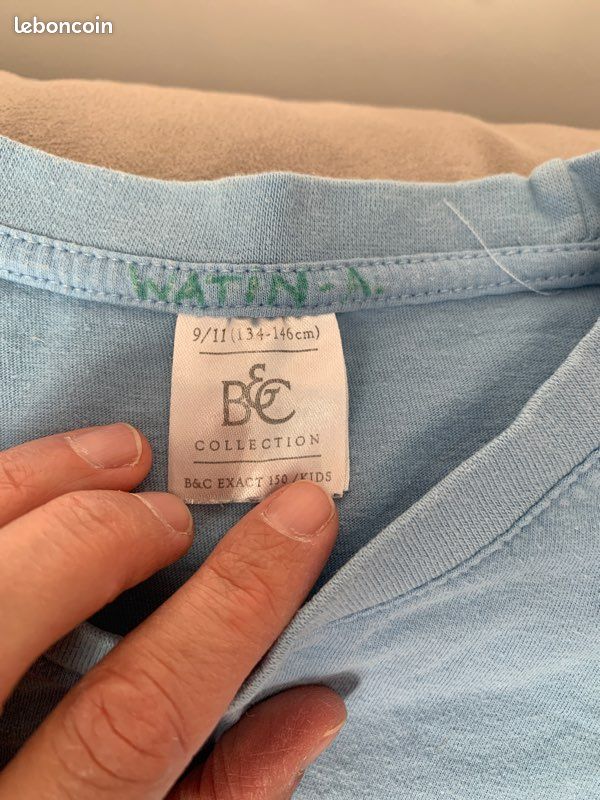 leboncoin
WATIN-A.
9/11 (134-146cm)
B&C
COLLECTION
B&C EXACT 150/KIDS